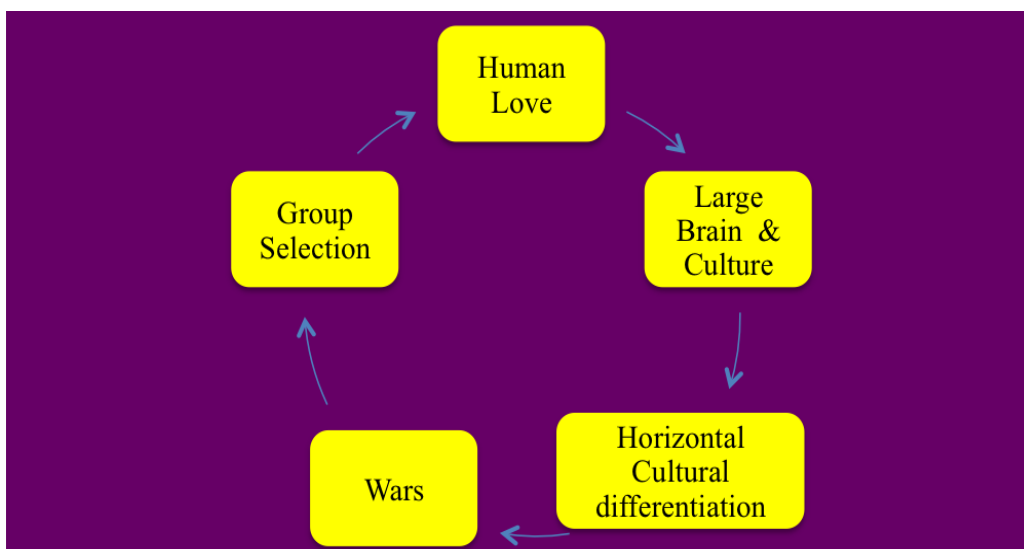 Human
Love
Large
Brain &
Culture
Horizontal
Cultural
differentiation
Wars
Group
Selection